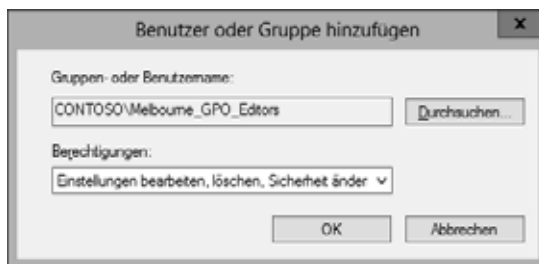 Benutzer oder Gruppe hinzufügen
x
Gruppen- oder Benutzername:
CONTOSO\Melbourne_GPO_Editors
Durchsuchen...
Berechtigungen:
Einstellungen bearbeiten, löschen, Sicherheit änder
OK
Abbrechen